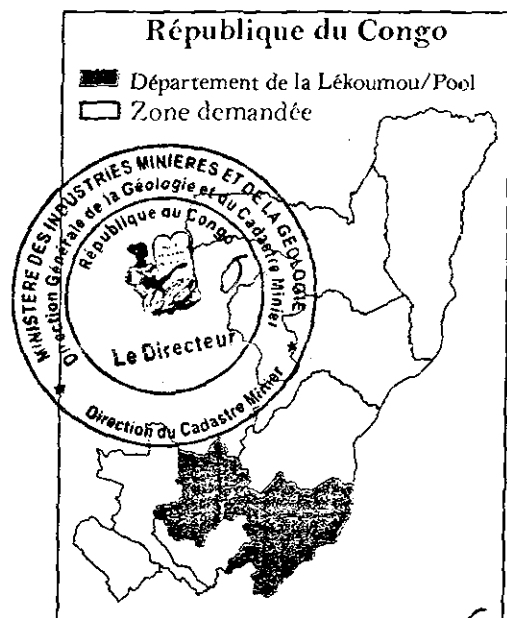 République du Congo
Département de la Lékoumou/Pool
Zone demandée
MINISTERE DES INDUSTRIES MINIERES ET DE LA GEOLOGIE
Direction Générale de la Géologie et du Cadastre Minier
République du Congo
Le Directeur
Direction du Cadastre Minier